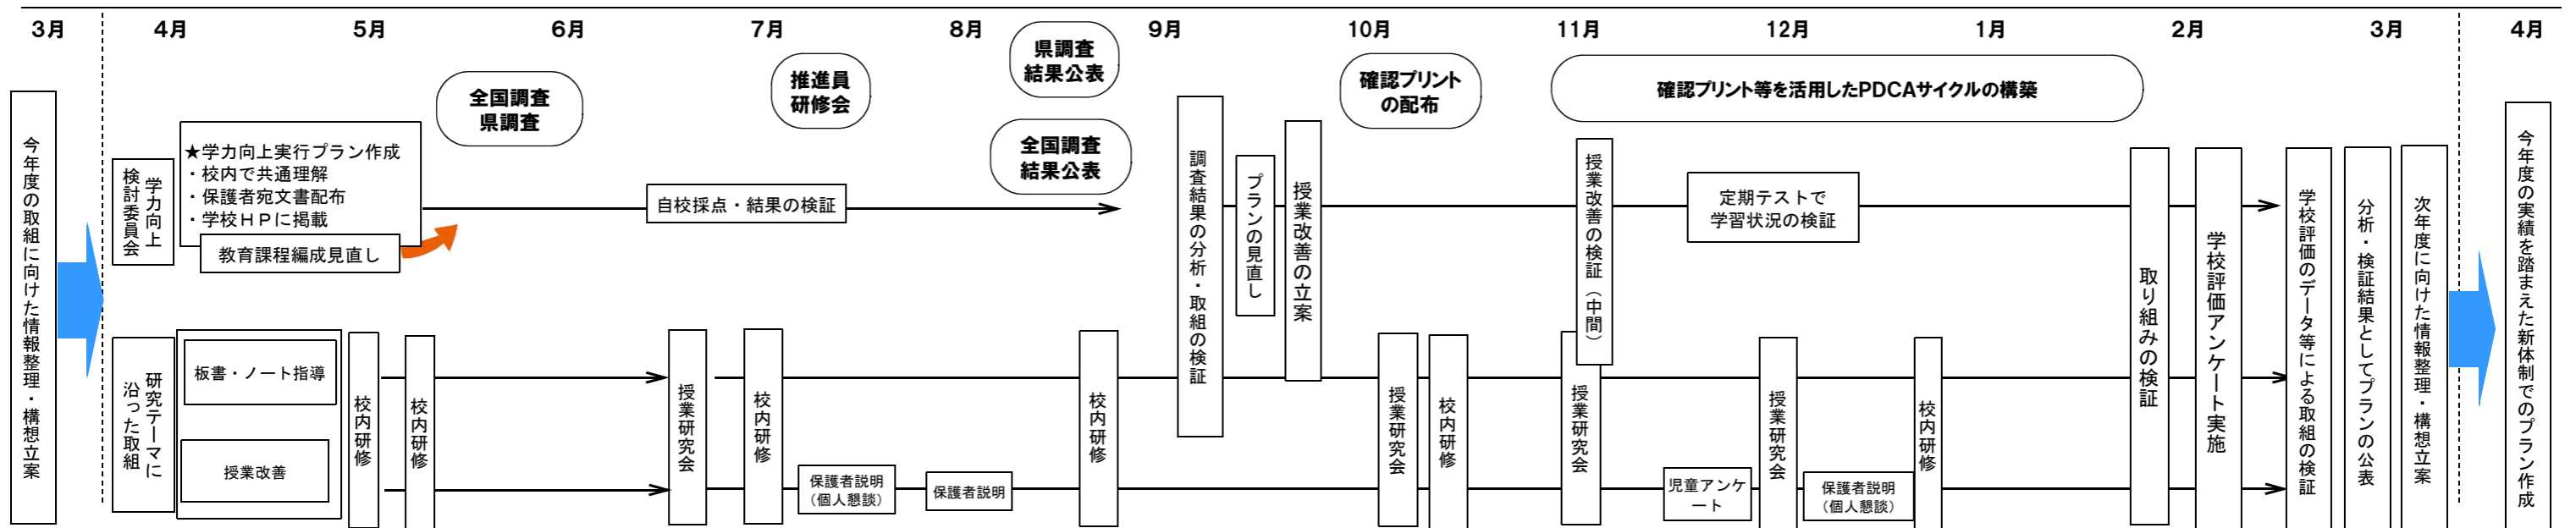 3月 4月 5月 6月 7月 8月 9月 10月 11月 12月 1月 2月 3月 4月
全国調査
県調査
推進員
研修会
県調査
結果公表
全国調査
結果公表
確認プリント
の配布
確認プリント等を活用したPDCAサイクルの構築
今年度の取組に向けた情報整理・構想立案
学力向上
検討委員会
★学力向上実行プラン作成
・校内で共通理解
・保護者宛文書配布
・学校ＨＰに掲載
教育課程編成見直し
自校採点・結果の検証
調査結果の分析・取組の検証
プランの見直し
授業改善の立案
授業改善の検証（中間）
定期テストで
学習状況の検証
研究テーマに
沿った取組
板書・ノート指導
授業改善
校内研修
校内研修
授業研究会
校内研修
保護者説明
（個人懇談）
保護者説明
校内研修
授業研究会
校内研修
授業研究会
児童アンケ
ート
授業研究会
保護者説明
（個人懇談）
校内研修
取り組みの検証
学校評価アンケート実施
学校評価のデータ等による取組の検証
分析・検証結果としてプランの公表
次年度に向けた情報整理・構想立案
今年度の実績を踏まえた新体制でのプラン作成